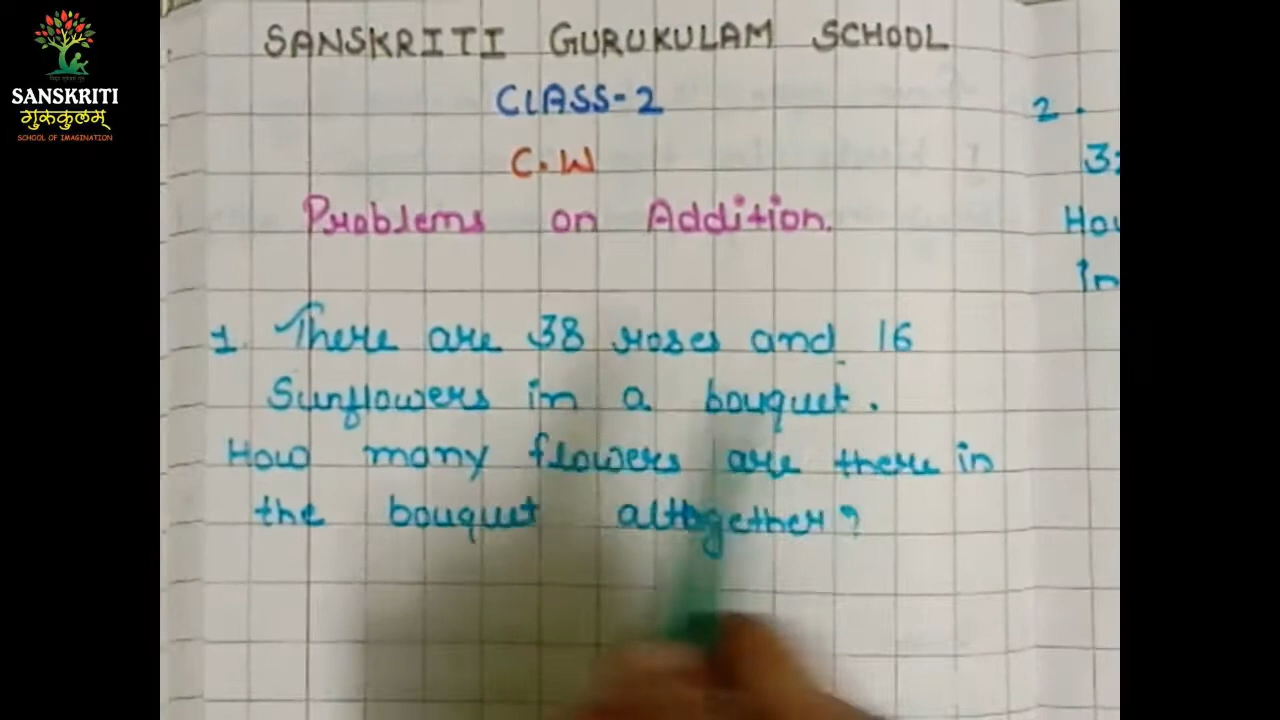 SANSKRITI
गुरुकुलम्
SCHOOL OF IMAGINATION
SANSKRITI GURUKULAM SCHOOL
CLASS-2
C.W
Problems on Addition.
1. There are 38 roses and 16
Sunflowers in a bouquet.
How many flowers are there in
the bouquet altogether?
2.
In